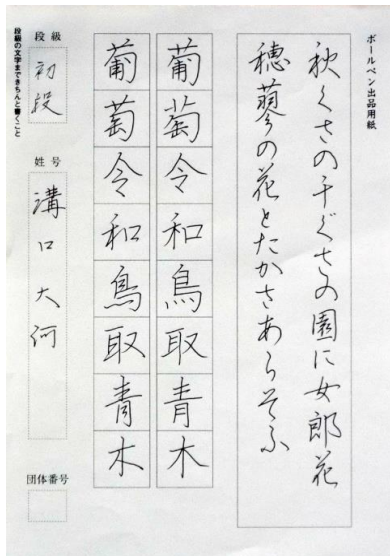 ボールペン出品用紙
秋くさの千ぐさの園に女郎花
穂蓼の花とたかさあらそふ
葡萄令和鳥取青木
葡萄令和鳥取青木
段級
初段
姓号
溝口大河
団体番号
段級の文字まできちんと書くこと